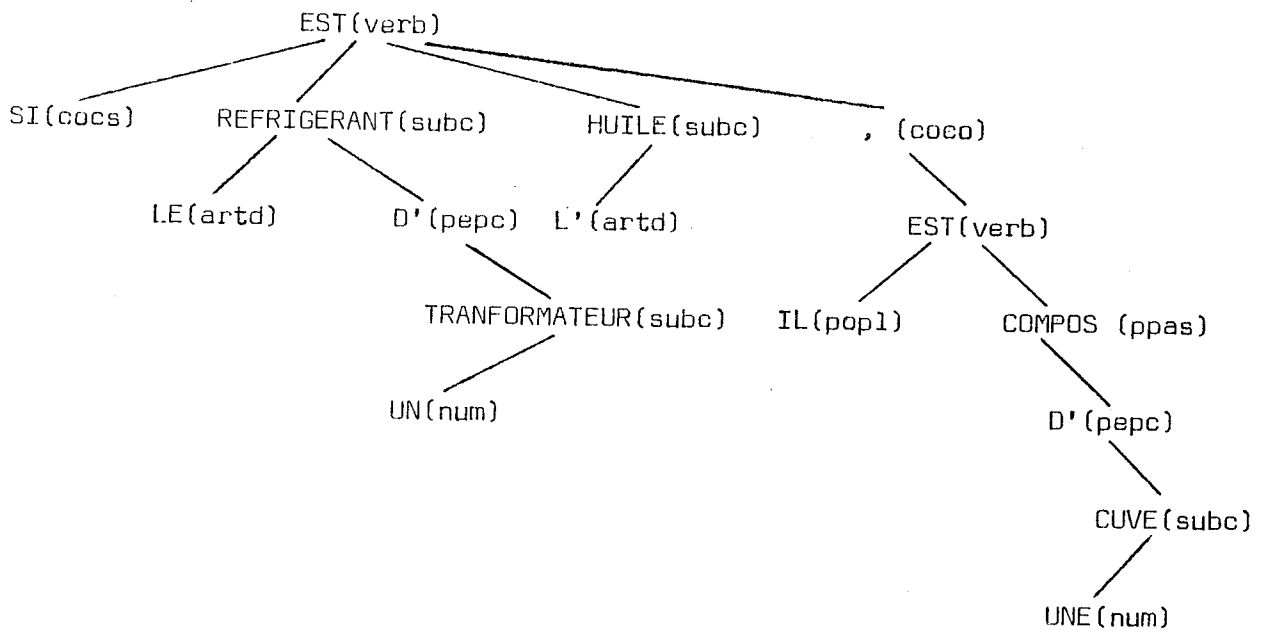 EST(verb)
SI(cocs) REFRIGERANT(subc) HUILE(subc) , (coco)
LE(artd) D'(pepc) L'(artd) EST(verb)
TRANFORMATEUR(subc) IL(popl) COMPOS (ppas)
UN(num) D'(pepc)
CUVE(subc)
UNE(num)